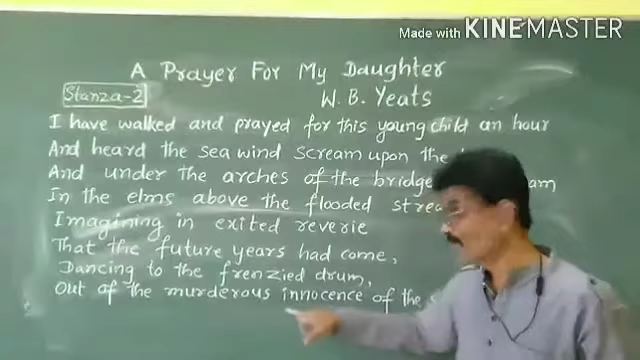 Made with KINEMASTER
A Prayer For My Daughter
Stanza-2
W. B. Yeats
I have walked and prayed for this young child an hour
And heard the sea wind scream upon the
And under the arches of the bridge am
In the elms above the flooded strea
Imagining in exited reverie
That the future years had come,
Dancing to the frenzied drum,
Out of the murderous innocence of the